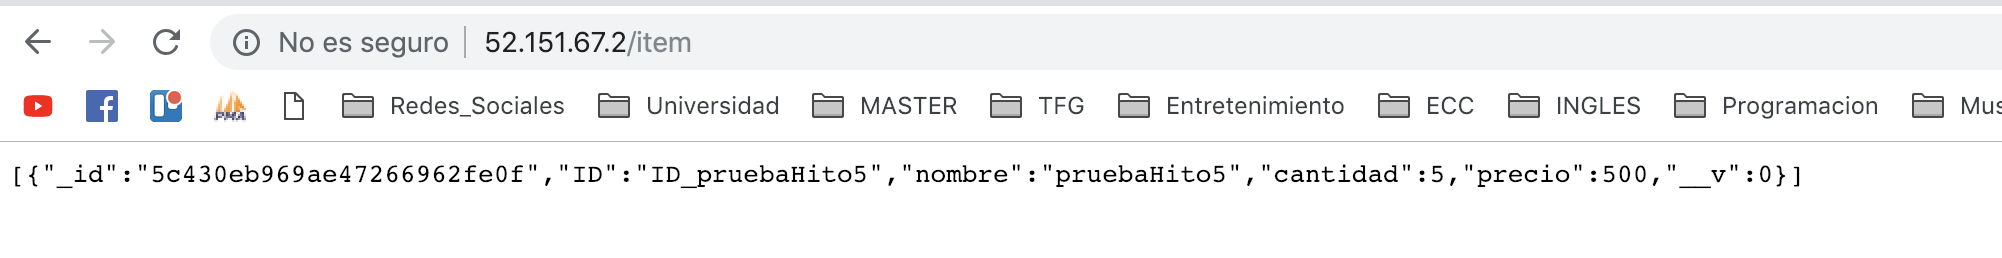 No es seguro 52.151.67.2/item
PMA Redes_Sociales Universidad MASTER TFG Entretenimiento ECC INGLES Programacion Mus
[{"_id":"5c430eb969ae47266962fe0f","ID":"ID_pruebaHito5","nombre":"pruebaHito5","cantidad":5,"precio":500,"__v":0}]